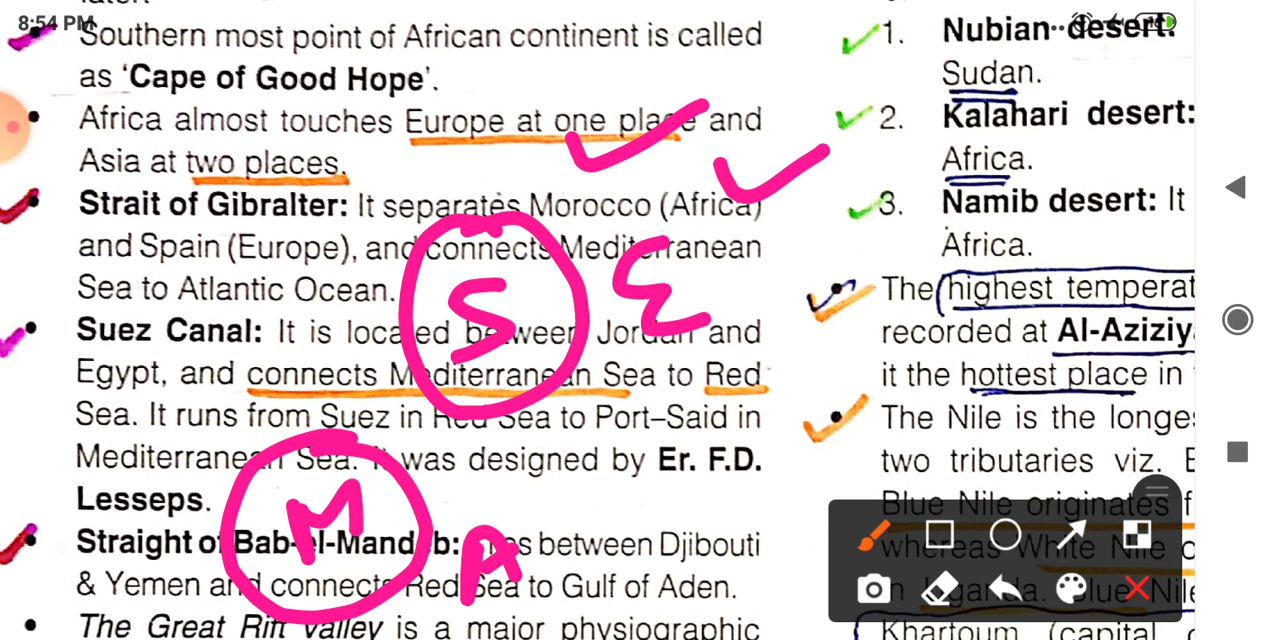 8:54 PM
Southern most point of African continent is called
as 'Cape of Good Hope'.
Africa almost touches Europe at one place and
Asia at two places.
Strait of Gibralter: It separates Morocco (Africa)
and Spain (Europe), and connects Mediterranean
Sea to Atlantic Ocean.
Suez Canal: It is located between Jordan and
Egypt, and connects Mediterranean Sea to Red
Sea. It runs from Suez in Red Sea to Port–Said in
Mediterranean Sea. It was designed by Er. F.D.
Lesseps.
Straight of Bab-el-Mandeb: lies between Djibouti
& Yemen and connects Red Sea to Gulf of Aden.
The Great Rift Valley is a major physiographic
S E
M A
1. Nubian desert:
Sudan.
2. Kalahari desert:
Africa.
3. Namib desert: It
Africa.
The highest temperat
recorded at Al-Aziziy
it the hottest place in
The Nile is the longe
two tributaries viz.
Blue Nile originates f
whereas White Nile o
in Uganda. Blue Nile
Khartoum (capital o